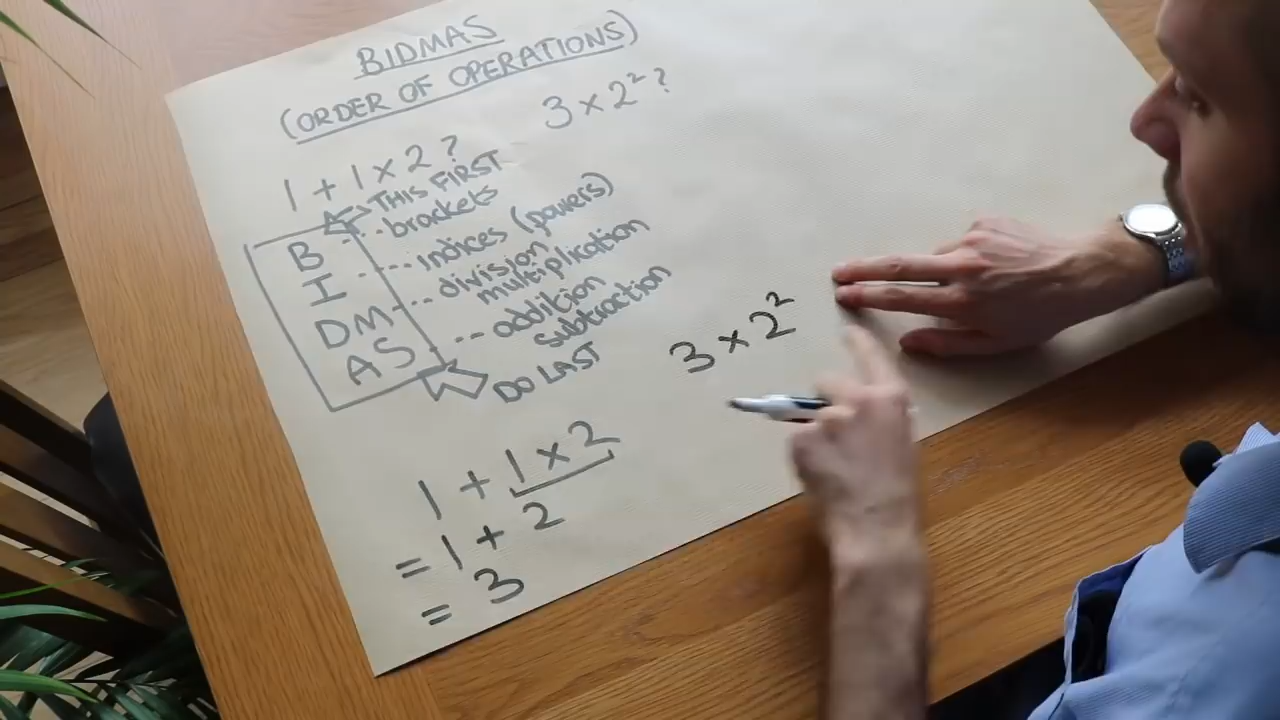 BIDMAS
(ORDER OF OPERATIONS)
1 + 1 × 2 ?
3 × 2² ?
THIS FIRST
B --- brackets
I --- indices (powers)
DM -- division
multiplication
AS --- addition
subtraction
DO LAST
1 + 1 × 2
= 1 + 2
= 3
3 × 2²